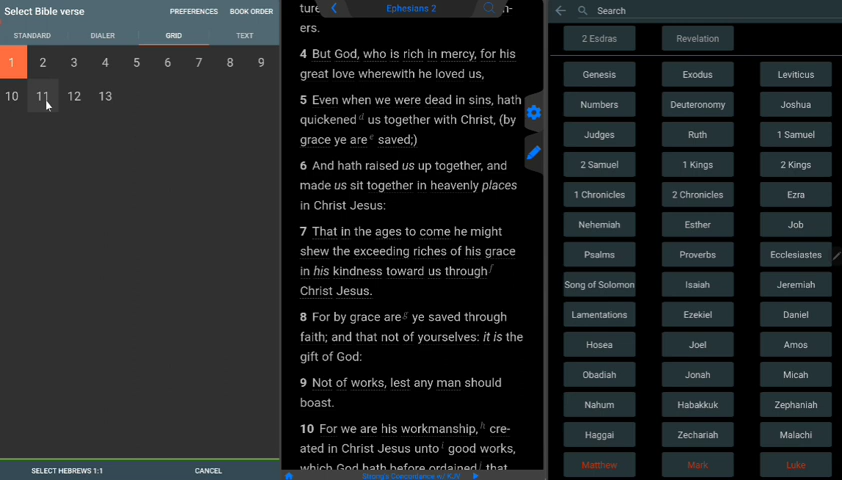 Select Bible verse
PREFERENCES
BOOK ORDER
STANDARD
DIALER
GRID
TEXT
1 2 3 4 5 6 7 8 9
10 11 12 13
SELECT HEBREWS 1:1
CANCEL
Ephesians 2
ers.
4 But God, who is rich in mercy, for his
great love wherewith he loved us,
5 Even when we were dead in sins, hath
quickened d us together with Christ, (by
grace ye are e saved;)
6 And hath raised us up together, and
made us sit together in heavenly places
in Christ Jesus:
7 That in the ages to come he might
shew the exceeding riches of his grace
in his kindness toward us through f
Christ Jesus.
8 For by grace are g ye saved through
faith; and that not of yourselves: it is the
gift of God:
9 Not of works, lest any man should
boast.
10 For we are his workmanship, h cre-
ated in Christ Jesus unto i good works,
which God hath before ordained that
Strong's Concordance w/ KJV
Search
2 Esdras Revelation
Genesis Exodus Leviticus
Numbers Deuteronomy Joshua
Judges Ruth 1 Samuel
2 Samuel 1 Kings 2 Kings
1 Chronicles 2 Chronicles Ezra
Nehemiah Esther Job
Psalms Proverbs Ecclesiastes
Song of Solomon Isaiah Jeremiah
Lamentations Ezekiel Daniel
Hosea Joel Amos
Obadiah Jonah Micah
Nahum Habakkuk Zephaniah
Haggai Zechariah Malachi
Matthew Mark Luke